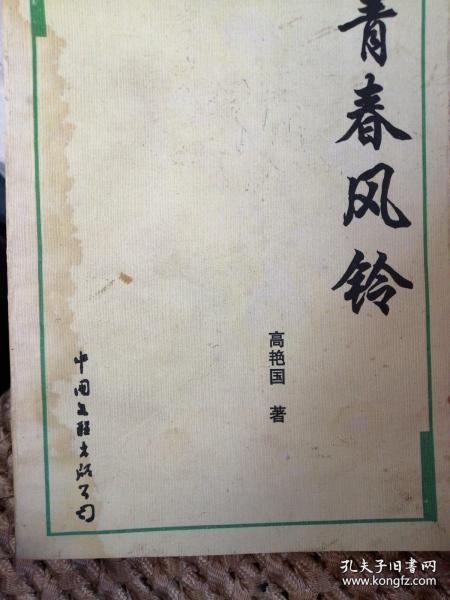 青春风铃
高艳国 著
中国文联出版公司
孔夫子旧书网
www.kongfz.com